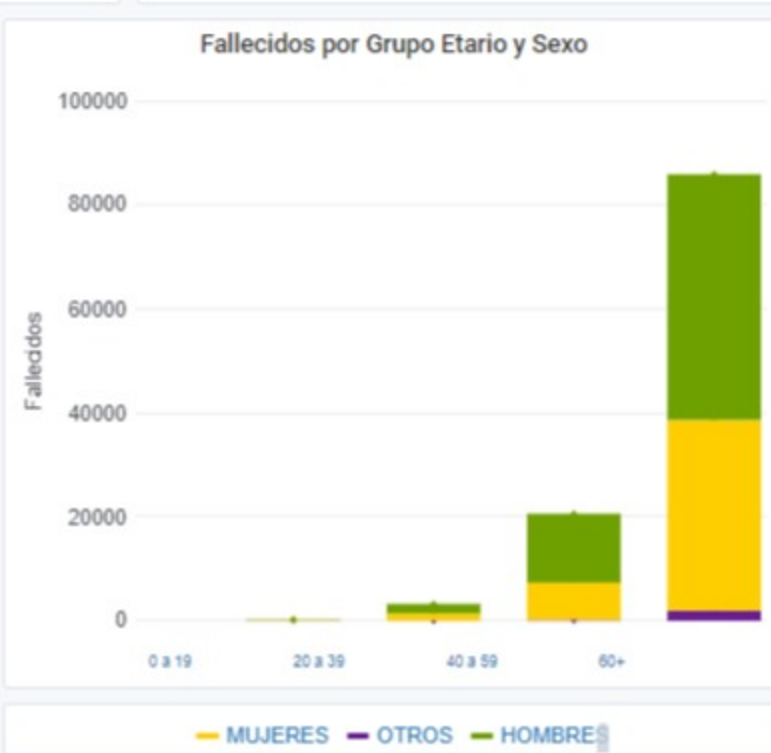 Fallecidos por Grupo Etario y Sexo
100000
80000
60000
40000
20000
0
Fallecidos
0 a 19 20 a 39 40 a 59 60+
MUJERES OTROS HOMBRES